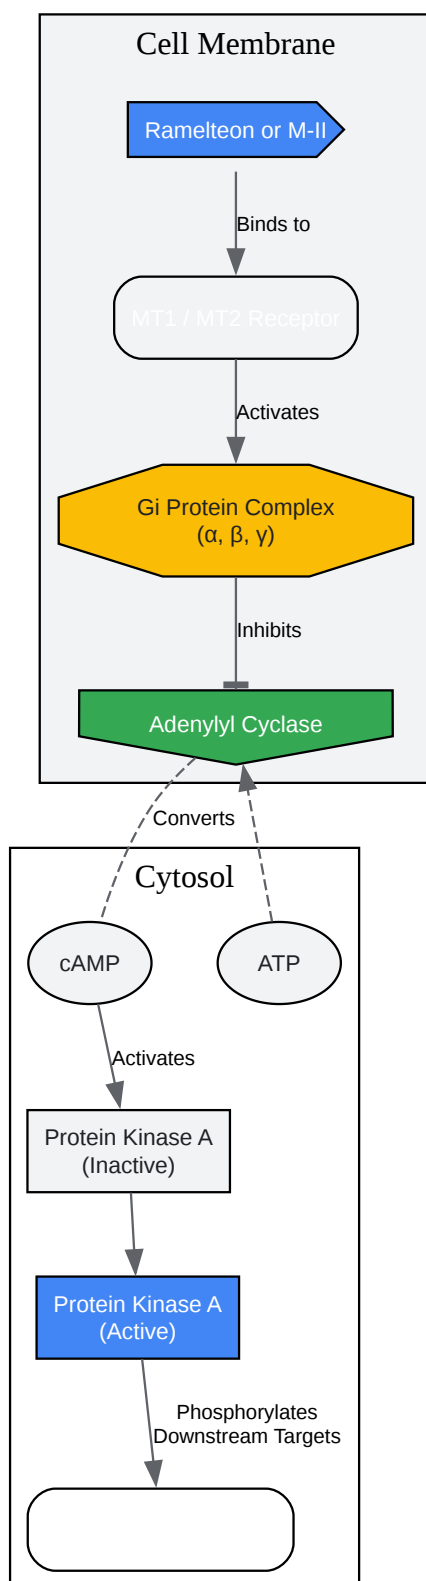 Cell Membrane
Ramelteon or M-II
Binds to
MT1 / MT2 Receptor
Activates
Gi Protein Complex
(α, β, γ)
Inhibits
Adenylyl Cyclase
Converts
Cytosol
cAMP
ATP
Activates
Protein Kinase A
(Inactive)
Protein Kinase A
(Active)
Phosphorylates
Downstream Targets